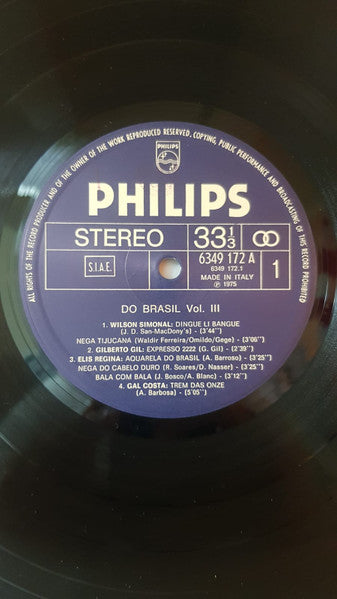 ALL RIGHTS OF THE RECORD PRODUCER AND OF THE OWNER OF THE WORK REPRODUCED RESERVED. COPYING, PUBLIC PERFORMANCE AND BROADCASTING OF THIS RECORD PROHIBITED
PHILIPS
PHILIPS
STEREO 33 1/3
S.I.A.E. 6349 172 A 1
6349 172.1
MADE IN ITALY
℗ 1975
DO BRASIL Vol. III
1. WILSON SIMONAL: DINGUE LI BANGUE
(J. D. San-MacDony's) - (3'44")
NEGA TIJUCANA (Waldir Ferreira/Omildo/Gege) - (3'08")
2. GILBERTO GIL: EXPRESSO 2222 (G. Gil) - (2'39")
3. ELIS REGINA: AQUARELA DO BRASIL (A. Barroso) - (3'25")
NEGA DO CABELO DURO (R. Soares/D. Nasser) - (3'25")
BALA COM BALA (J. Bosco/A. Blanc) - (3'12")
4. GAL COSTA: TREM DAS ONZE
(A. Barbosa) - (5'05")